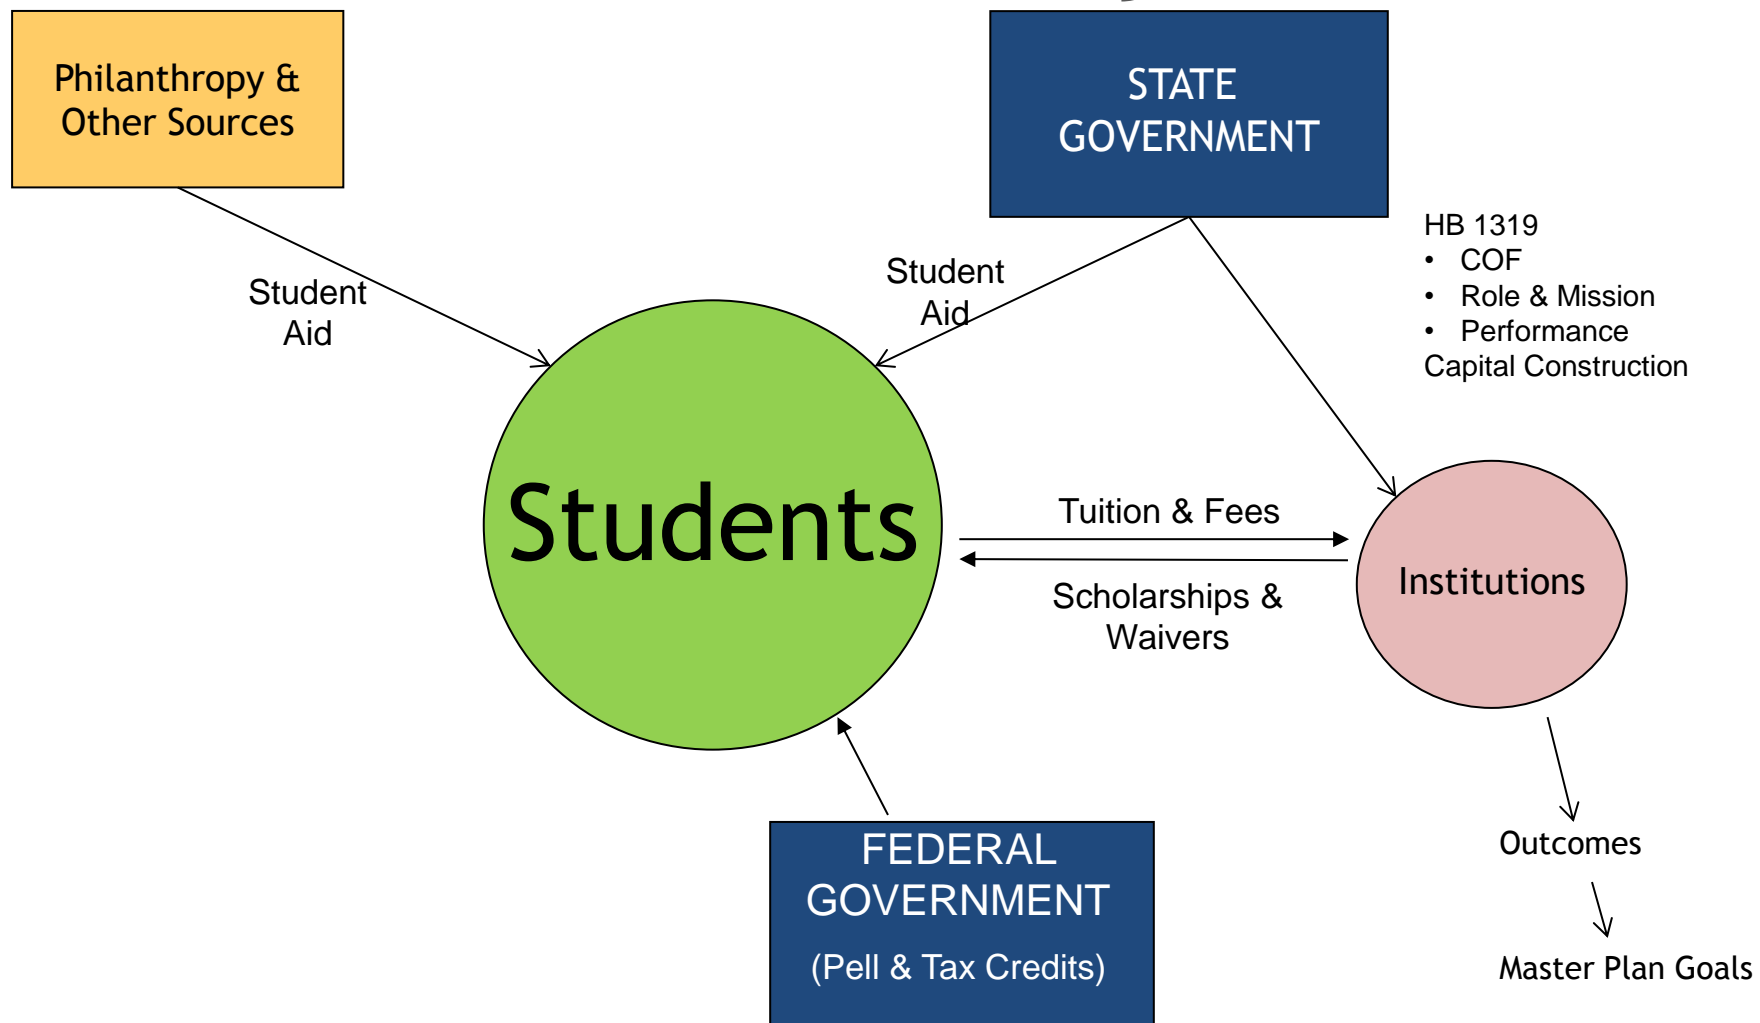 Philanthropy &
Other Sources
STATE
GOVERNMENT
HB 1319
• COF
• Role & Mission
• Performance
Capital Construction
Student
Aid
Student
Aid
Students
Tuition & Fees
Scholarships &
Waivers
Institutions
FEDERAL
GOVERNMENT
(Pell & Tax Credits)
Outcomes
Master Plan Goals